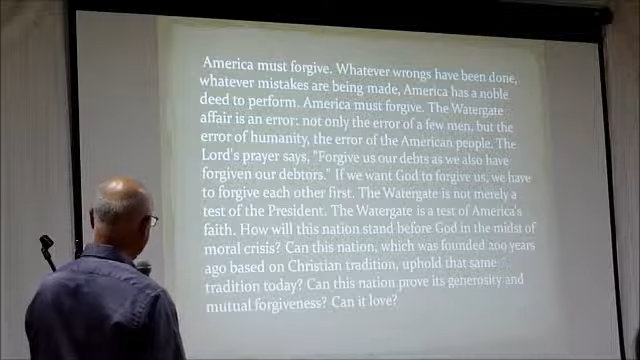 America must forgive. Whatever wrongs have been done,
whatever mistakes are being made, America has a noble
deed to perform. America must forgive. The Watergate
affair is an error: not only the error of a few men, but the
error of humanity, the error of the American people. The
Lord's prayer says, "Forgive us our debts as we also have
forgiven our debtors." If we want God to forgive us, we have
to forgive each other first. The Watergate is not merely a
test of the President. The Watergate is a test of America's
faith. How will this nation stand before God in the midst of
moral crisis? Can this nation, which was founded 200 years
ago based on Christian tradition, uphold that same
tradition today? Can this nation prove its generosity and
mutual forgiveness? Can it love?